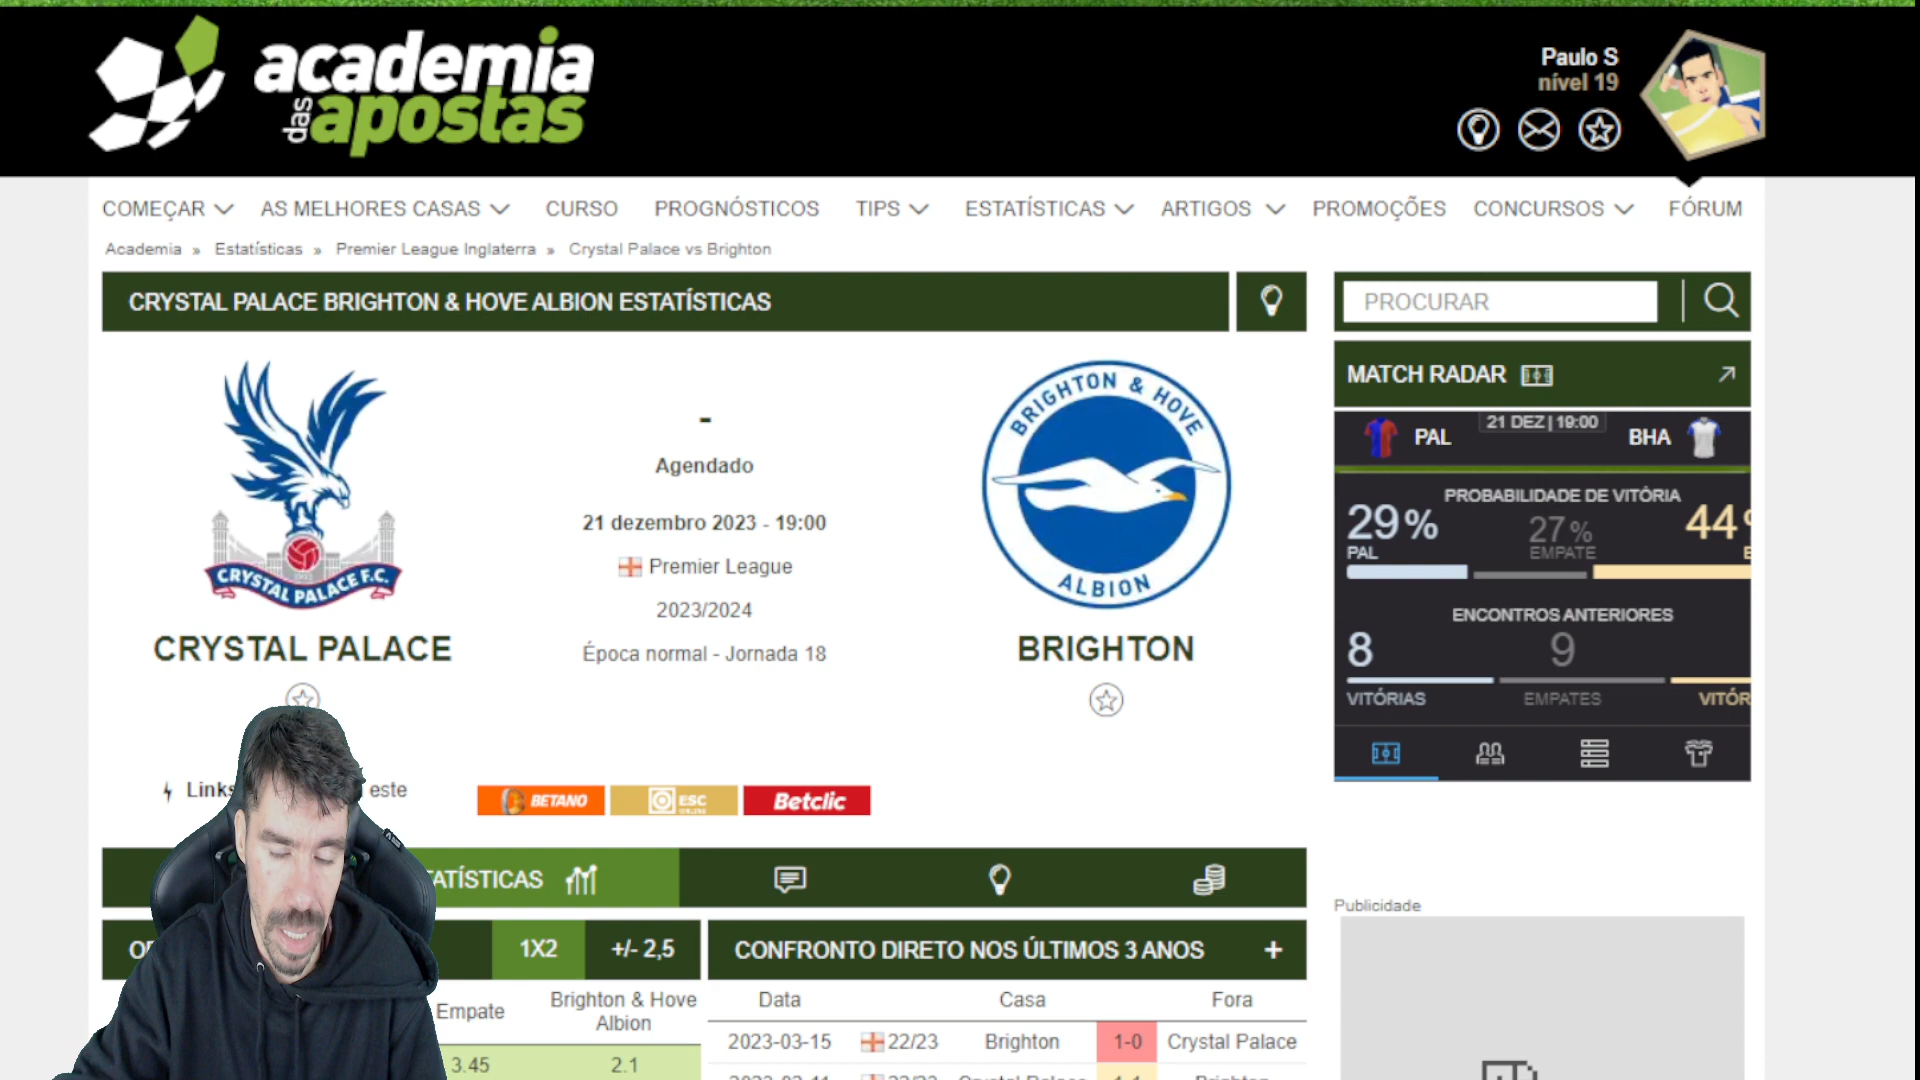 academia
das apostas
Paulo S
nível 19
COMEÇAR
AS MELHORES CASAS
CURSO
PROGNÓSTICOS
TIPS
ESTATÍSTICAS
ARTIGOS
PROMOÇÕES
CONCURSOS
FÓRUM
Academia » Estatísticas » Premier League Inglaterra » Crystal Palace vs Brighton
CRYSTAL PALACE BRIGHTON & HOVE ALBION ESTATÍSTICAS
PROCURAR
CRYSTAL PALACE F.C.
CRYSTAL PALACE
-
Agendado
21 dezembro 2023 - 19:00
Premier League
2023/2024
Época normal - Jornada 18
BRIGHTON & HOVE
ALBION
BRIGHTON
MATCH RADAR
21 DEZ | 19:00
PAL
BHA
PROBABILIDADE DE VITÓRIA
29%
27%
44
PAL
EMPATE
ENCONTROS ANTERIORES
8
9
VITÓRIAS
EMPATES
VITÓR
Links
este
BETANO
ESC
ONLINE
Betclic
ATÍSTICAS
1X2
+/- 2,5
CONFRONTO DIRETO NOS ÚLTIMOS 3 ANOS
+
Empate
Brighton & Hove
Albion
3.45
2.1
Data
Casa
Fora
2023-03-15 22/23 Brighton 1-0 Crystal Palace
Publicidade